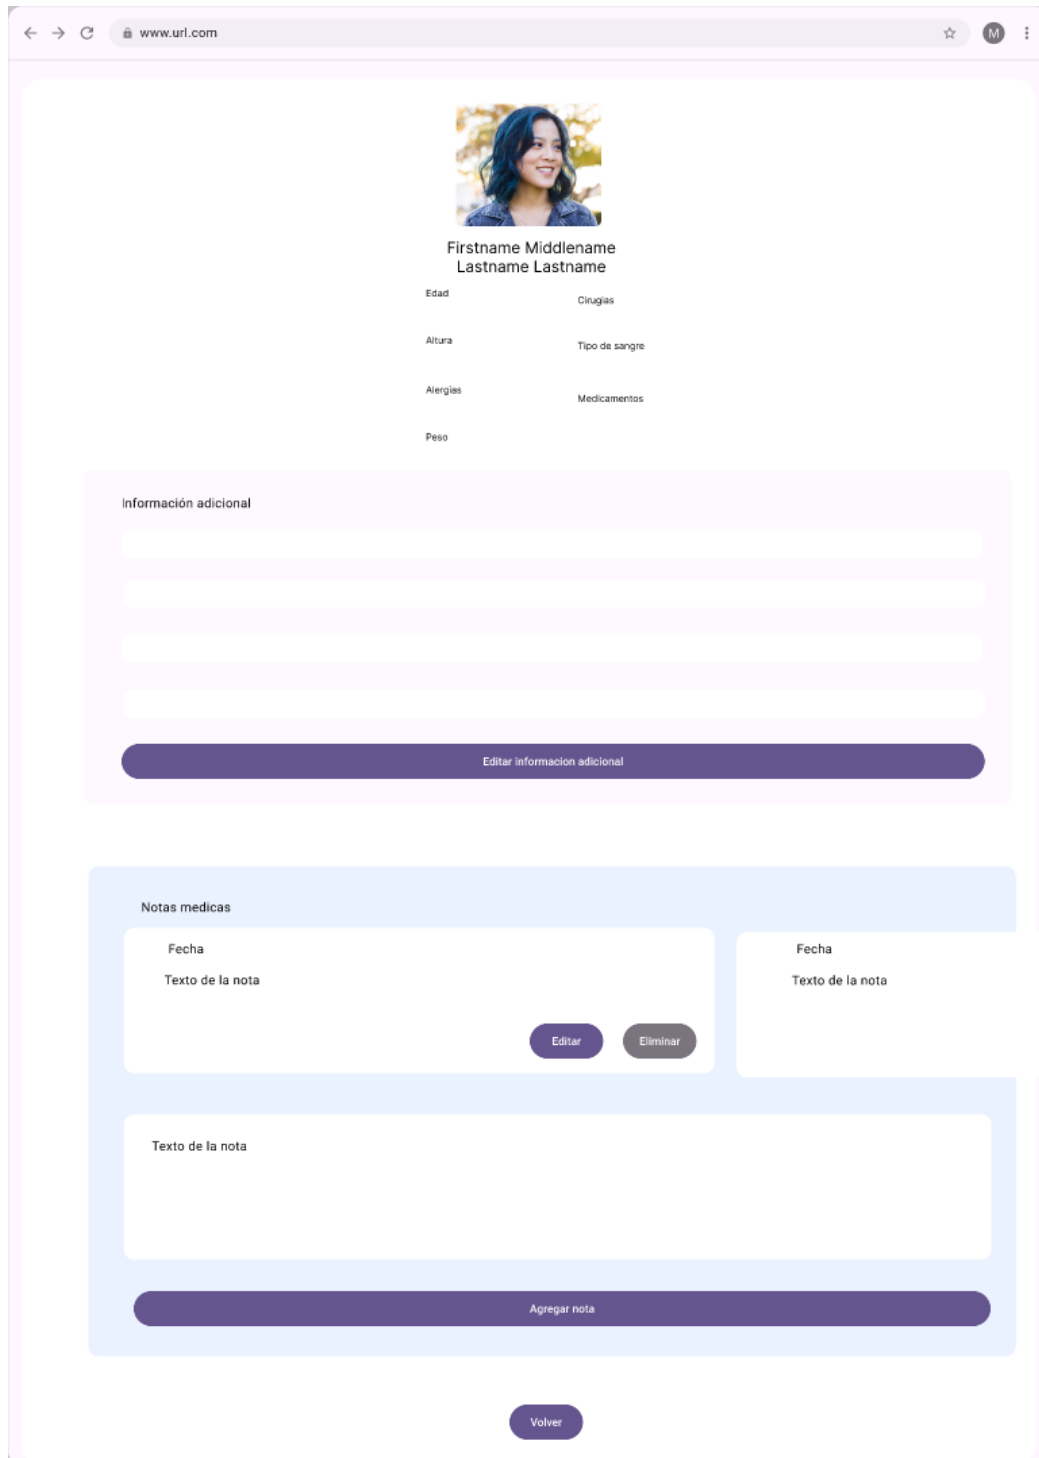 www.url.com
M
Firstname Middlename
Lastname Lastname
Edad
Cirugias
Altura
Tipo de sangre
Alergias
Medicamentos
Peso
Información adicional
Editar informacion adicional
Notas medicas
Fecha
Texto de la nota
Editar
Eliminar
Fecha
Texto de la nota
Texto de la nota
Agregar nota
Volver